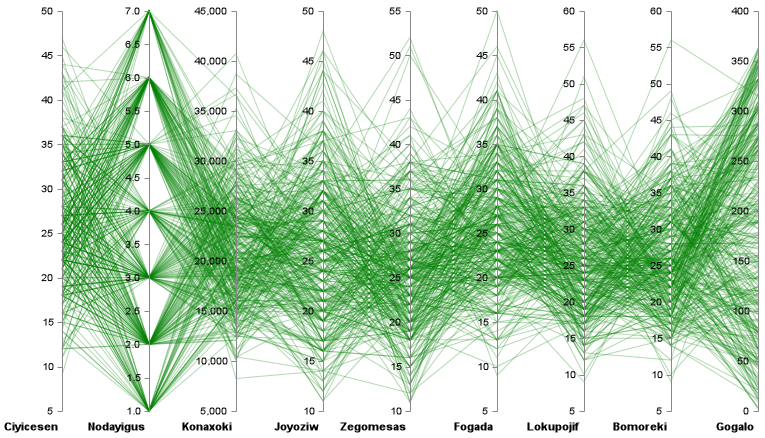 50 7.0 45,000 50 55 50 60 60 400
45 6.5 40,000 45 50 45 55 55 350
40 6.0 35,000 40 45 40 50 50
35 5.5 30,000 35 40 35 45 45 250
30 5.0 25,000 30 35 30 40 40 200
25 4.5 20,000 25 30 25 35 35 150
20 4.0 15,000 20 25 20 30 30 100
15 3.5 10,000 15 20 15 25 25 50
10 3.0 5,000 10 15 10 20 20 0
5 2.5 10 5 15 15
2.0 10 10
1.5 5 5
1.0
Ciyicesen Nodayigus Konaxoki Joyoziw Zegomesas Fogada Lokupojif Bomoreki Gogalo